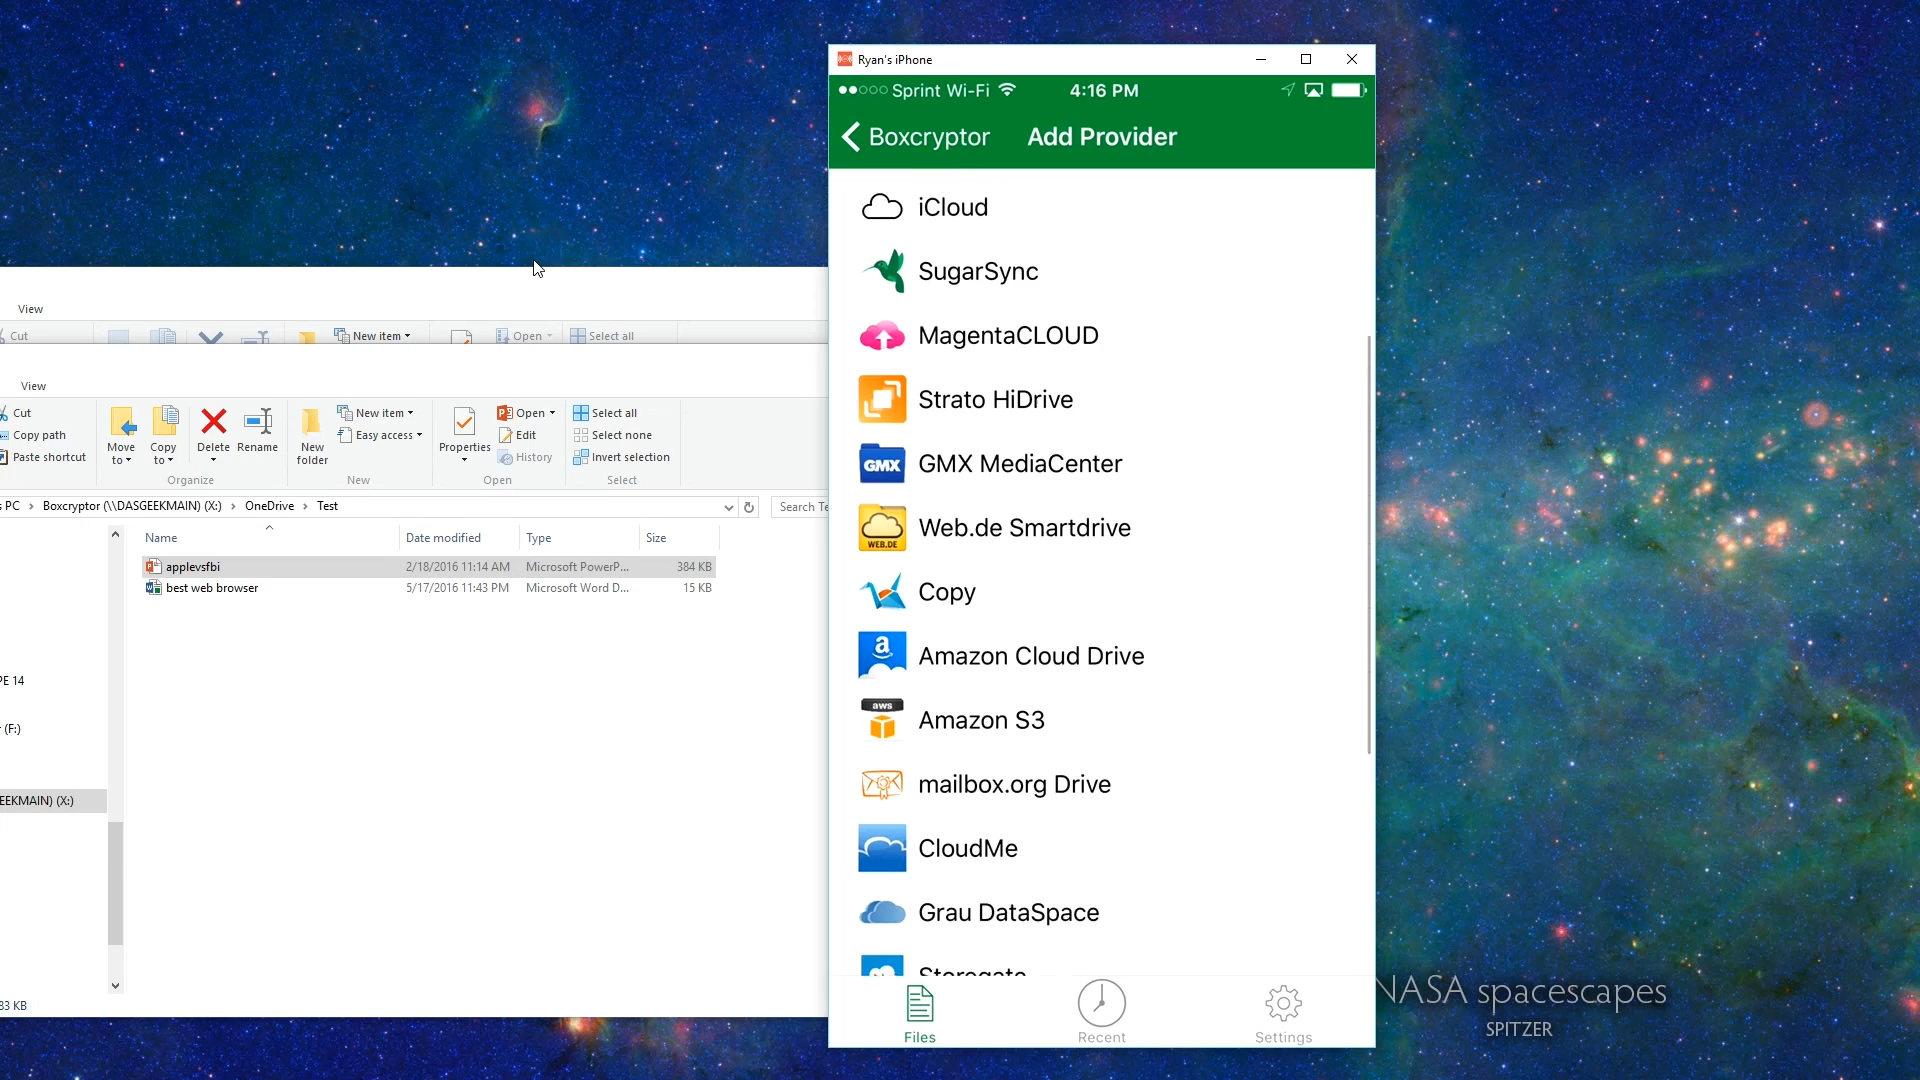 View
Cut
New item
Open
Select all
View
Cut
Copy path
Paste shortcut
Move to
Copy to
Delete
Rename
New folder
New item
Easy access
Properties
Open
Edit
History
Select all
Select none
Invert selection
Organize
New
Open
Select
PC > Boxcryptor (\\DASGEEKMAIN) (X:) > OneDrive > Test
Search Te
Name Date modified Type Size
applevsfbi 2/18/2016 11:14 AM Microsoft PowerP... 384 KB
best web browser 5/17/2016 11:43 PM Microsoft Word D... 15 KB
PE 14
(F:)
EEKMAIN) (X:)
83 KB
Ryan's iPhone
Sprint Wi-Fi 4:16 PM
Boxcryptor Add Provider
iCloud
SugarSync
MagentaCLOUD
Strato HiDrive
GMX GMX MediaCenter
WEB.DE Web.de Smartdrive
Copy
a Amazon Cloud Drive
aws Amazon S3
mailbox.org Drive
CloudMe
Grau DataSpace
Files
Recent
Settings
NASA spacescapes
SPITZER